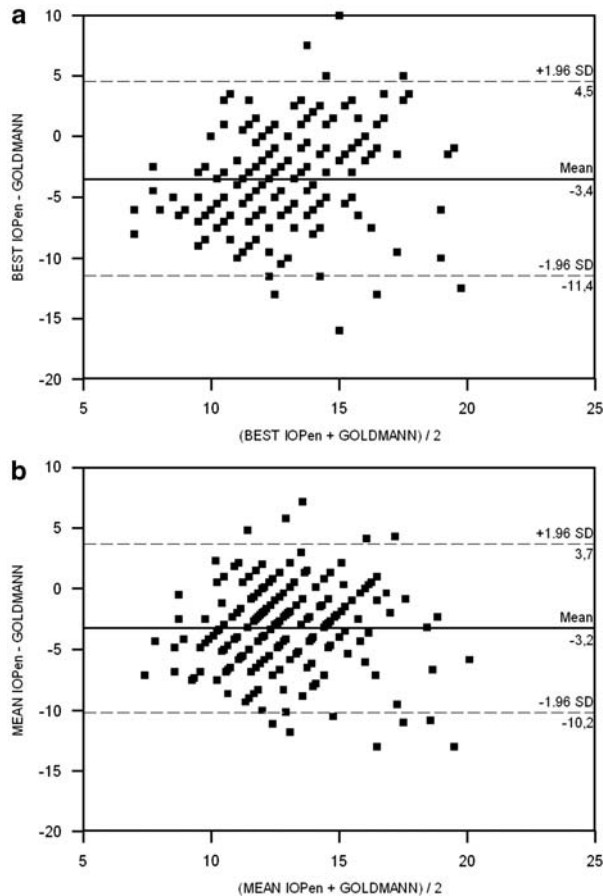 a
10
+1.96 SD
5
4,5
0
Mean
-5
-3,4
-10
-1.96 SD
-11,4
-15
-20
5
10
15
20
25
BEST IOPen - GOLDMANN
(BEST IOPen + GOLDMANN) / 2
b
10
+1.96 SD
5
3,7
0
Mean
-3,2
-5
-1.96 SD
-10
-10,2
-15
-20
5
10
15
20
25
MEAN IOPen - GOLDMANN
(MEAN IOPen + GOLDMANN) / 2